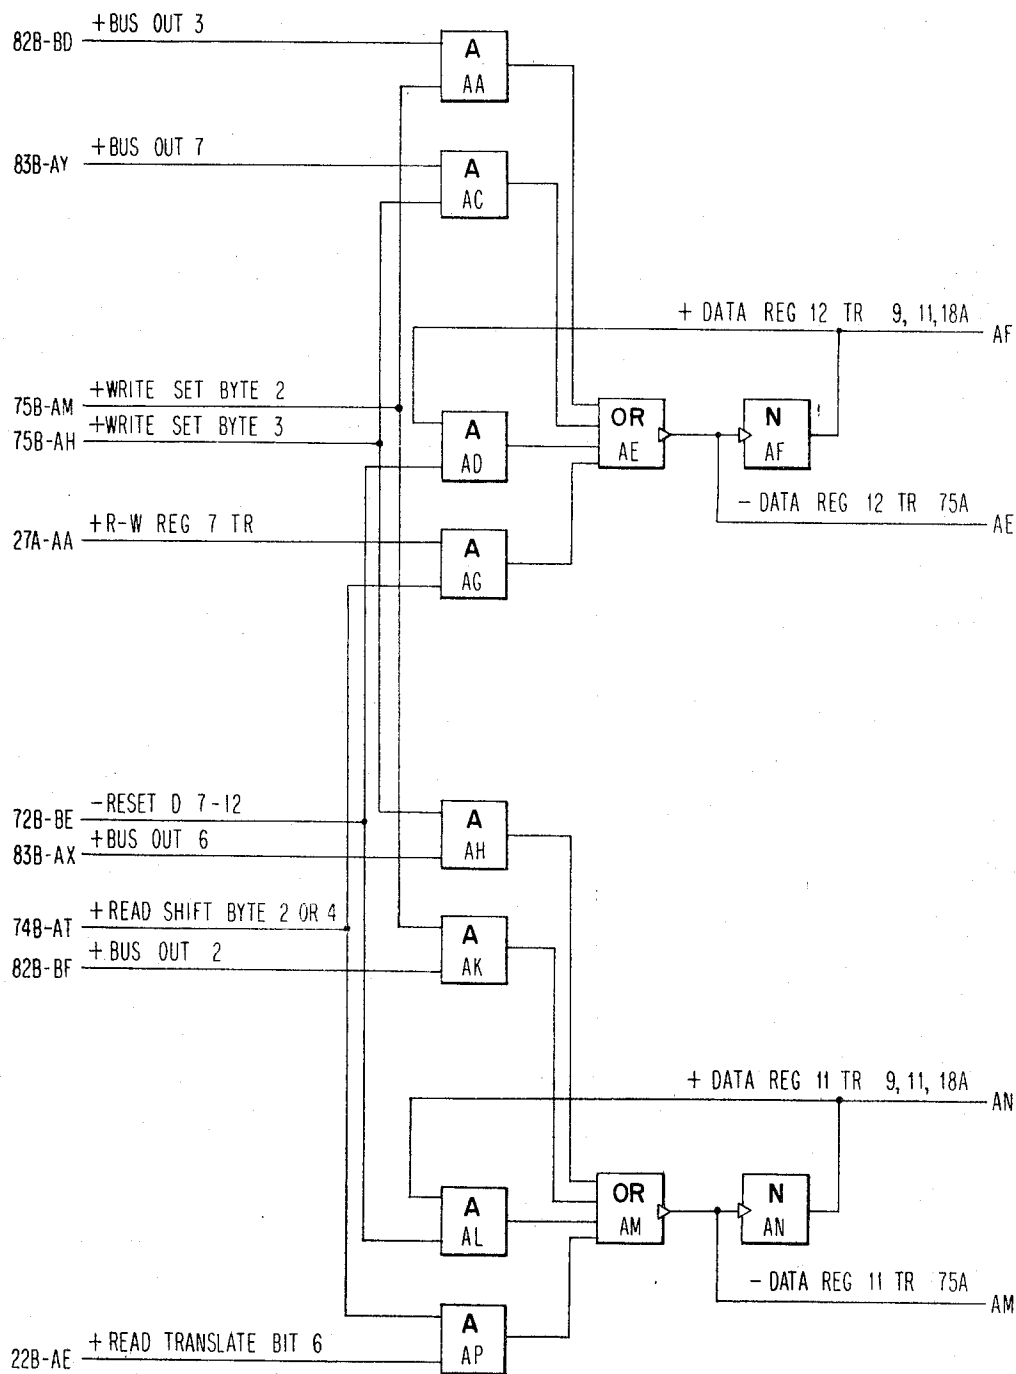 +BUS OUT 3
82B-BD
A
AA
+BUS OUT 7
83B-AY
A
AC
+ DATA REG 12 TR 9, 11,18A
AF
+WRITE SET BYTE 2
75B-AM
+WRITE SET BYTE 3
75B-AH
A
AD
OR
AE
N
AF
- DATA REG 12 TR 75A
AE
+R-W REG 7 TR
27A-AA
A
AG
-RESET D 7-12
72B-BE
+BUS OUT 6
83B-AX
A
AH
+READ SHIFT BYTE 2 OR 4
74B-AT
+BUS OUT 2
82B-BF
A
AK
+ DATA REG 11 TR 9, 11, 18A
AN
A
AL
OR
AM
N
AN
- DATA REG 11 TR 75A
AM
+READ TRANSLATE BIT 6
22B-AE
A
AP